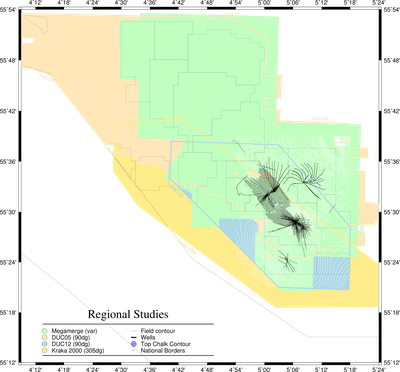 4˚12' 4˚18' 4˚24' 4˚30' 4˚36' 4˚42' 4˚48' 4˚54' 5˚00' 5˚06' 5˚12' 5˚18' 5˚24'
55˚54' 55˚54'
55˚48' 55˚48'
55˚42' 55˚42'
55˚36' 55˚36'
55˚30' 55˚30'
55˚24' 55˚24'
55˚18' 55˚18'
55˚12' 55˚12'
Regional Studies
Megamerge (var) Field contour
DUC05 (90dg) Wells
DUC12 (90dg) Top Chalk Contour
Kraka 2000 (305dg) National Borders
4˚12' 4˚18' 4˚24' 4˚30' 4˚36' 4˚42' 4˚48' 4˚54' 5˚00' 5˚06' 5˚12' 5˚18' 5˚24'